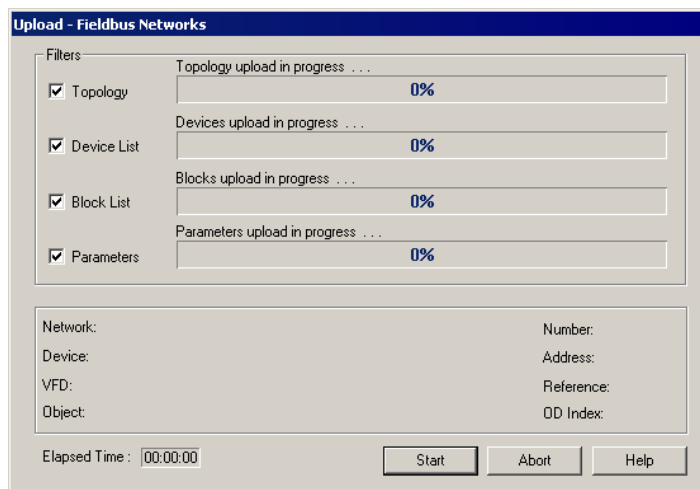 Upload - Fieldbus Networks
Filters
Topology upload in progress . . .
Topology
0%
Devices upload in progress . . .
Device List
0%
Blocks upload in progress . . .
Block List
0%
Parameters upload in progress . . .
Parameters
0%
Network:
Number:
Device:
Address:
VFD:
Reference:
Object:
OD Index:
Elapsed Time : 00:00:00
Start
Abort
Help